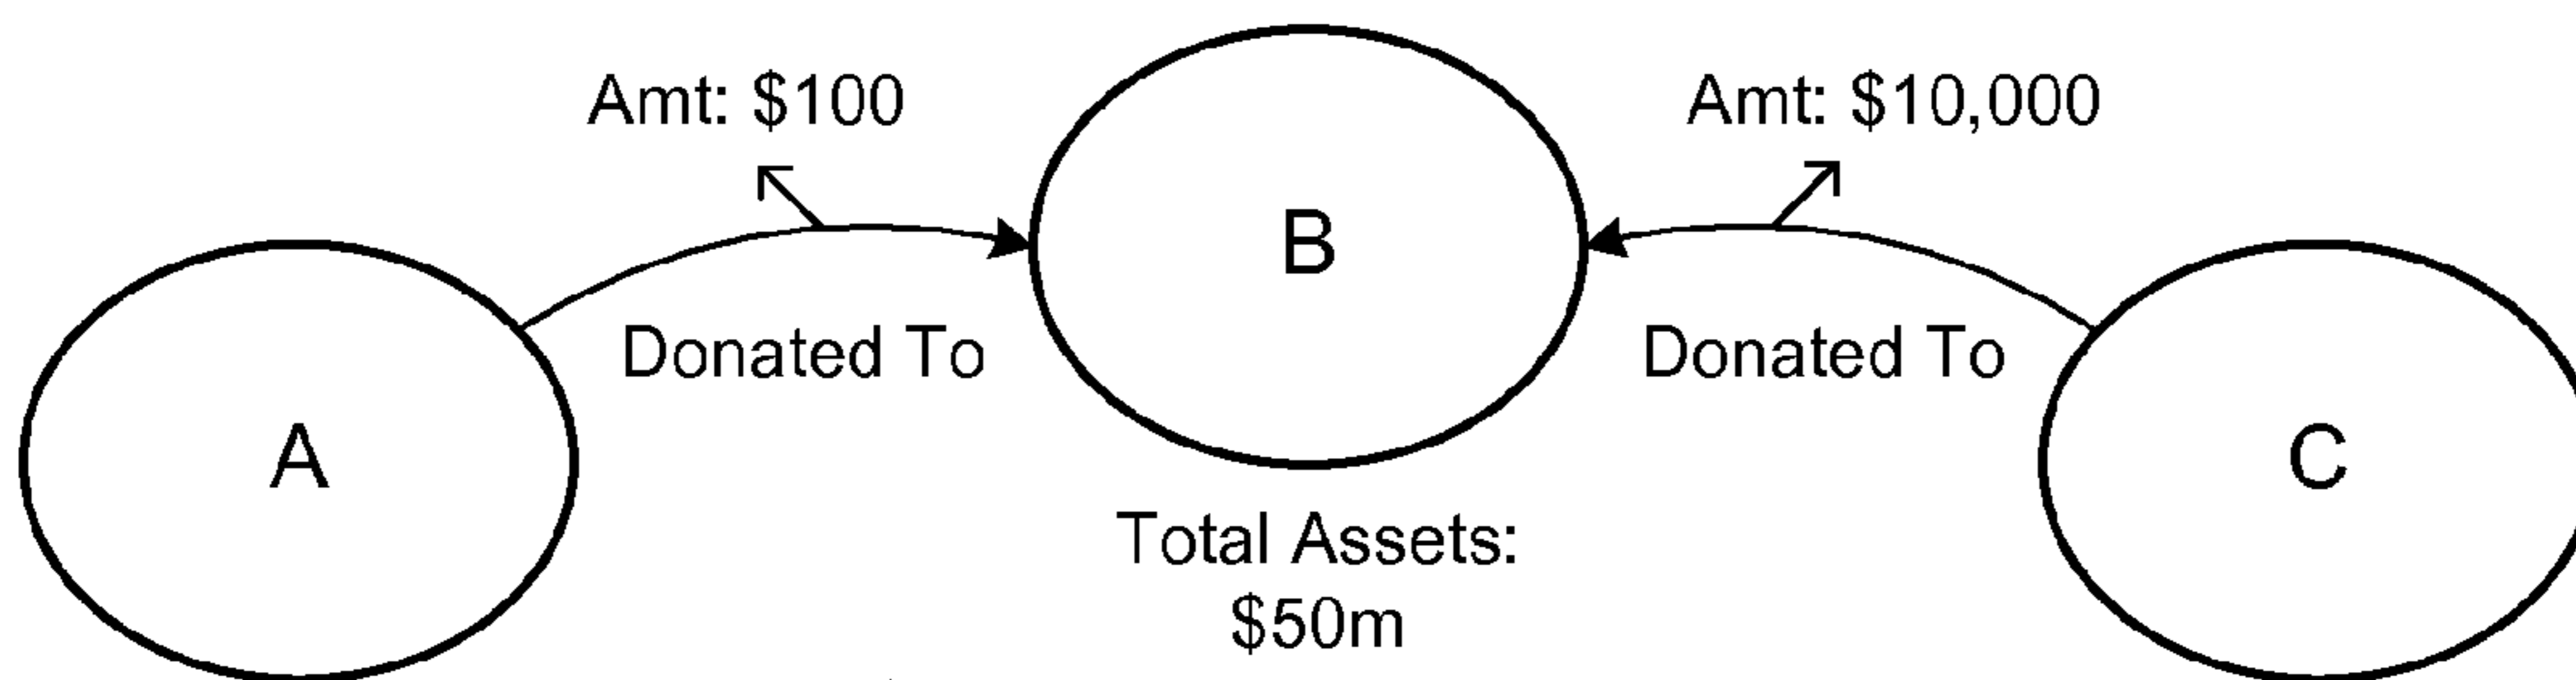 Amt: $100
Amt: $10,000
B
Donated To
Donated To
A
C
Total Assets:
$50m